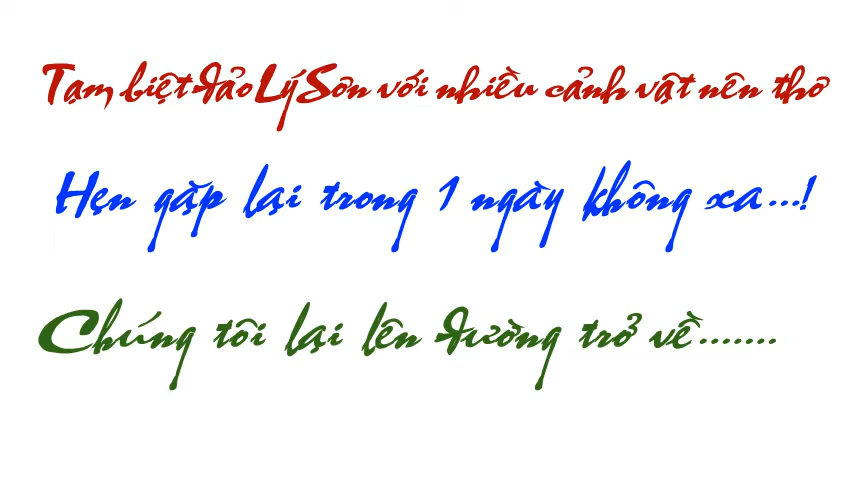 Tạm biệt đảo Lý Sơn với nhiều cảnh vật nên thơ
Hẹn gặp lại trong 1 ngày không xa...!
Chúng tôi lại lên đường trở về.......